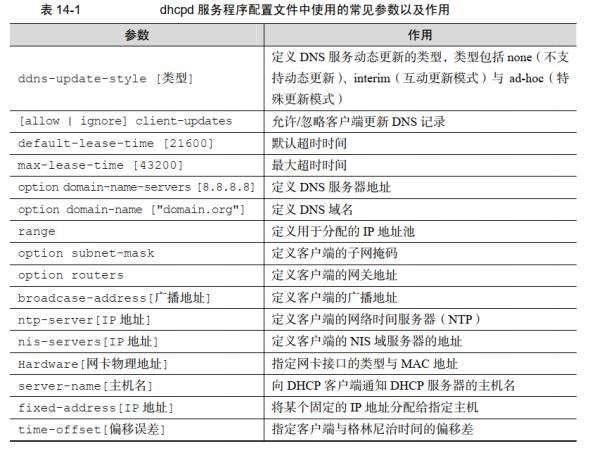 表 14-1 dhcpd 服务程序配置文件中使用的常见参数以及作用
参数 作用
ddns-update-style [类型] 定义 DNS 服务动态更新的类型，类型包括 none（不支
持动态更新）、interim（互动更新模式）与 ad-hoc（特
殊更新模式）
[allow | ignore] client-updates 允许/忽略客户端更新 DNS 记录
default-lease-time [21600] 默认超时时间
max-lease-time [43200] 最大超时时间
option domain-name-servers [8.8.8.8] 定义 DNS 服务器地址
option domain-name ["domain.org"] 定义 DNS 域名
range 定义用于分配的 IP 地址池
option subnet-mask 定义客户端的子网掩码
option routers 定义客户端的网关地址
broadcase-address[广播地址] 定义客户端的广播地址
ntp-server[IP 地址] 定义客户端的网络时间服务器（NTP）
nis-servers[IP 地址] 定义客户端的 NIS 域服务器的地址
Hardware[网卡物理地址] 指定网卡接口的类型与 MAC 地址
server-name[主机名] 向 DHCP 客户端通知 DHCP 服务器的主机名
fixed-address[IP 地址] 将某个固定的 IP 地址分配给指定主机
time-offset[偏移误差] 指定客户端与格林尼治时间的偏移差